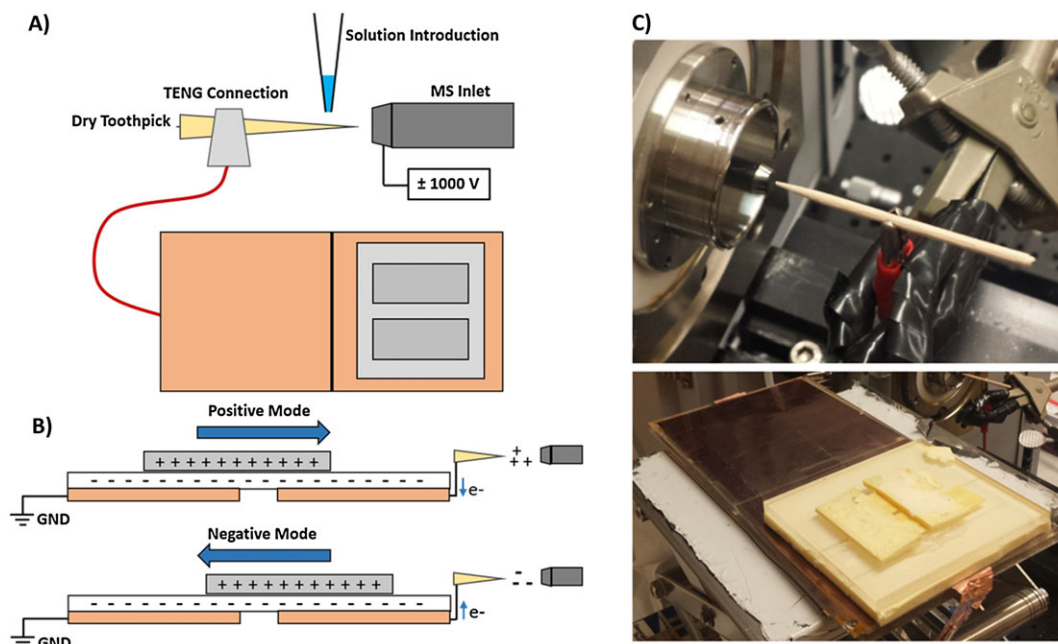 A)
Solution Introduction
TENG Connection
MS Inlet
Dry Toothpick
± 1000 V
B)
Positive Mode
+ + + + + + + + + + +
- - - - - - - - - - - - - - - - - -
+
+ +
e-
GND
Negative Mode
+ + + + + + + + + + +
- - - - - - - - - - - - - - - - - -
-
- -
e-
GND
C)